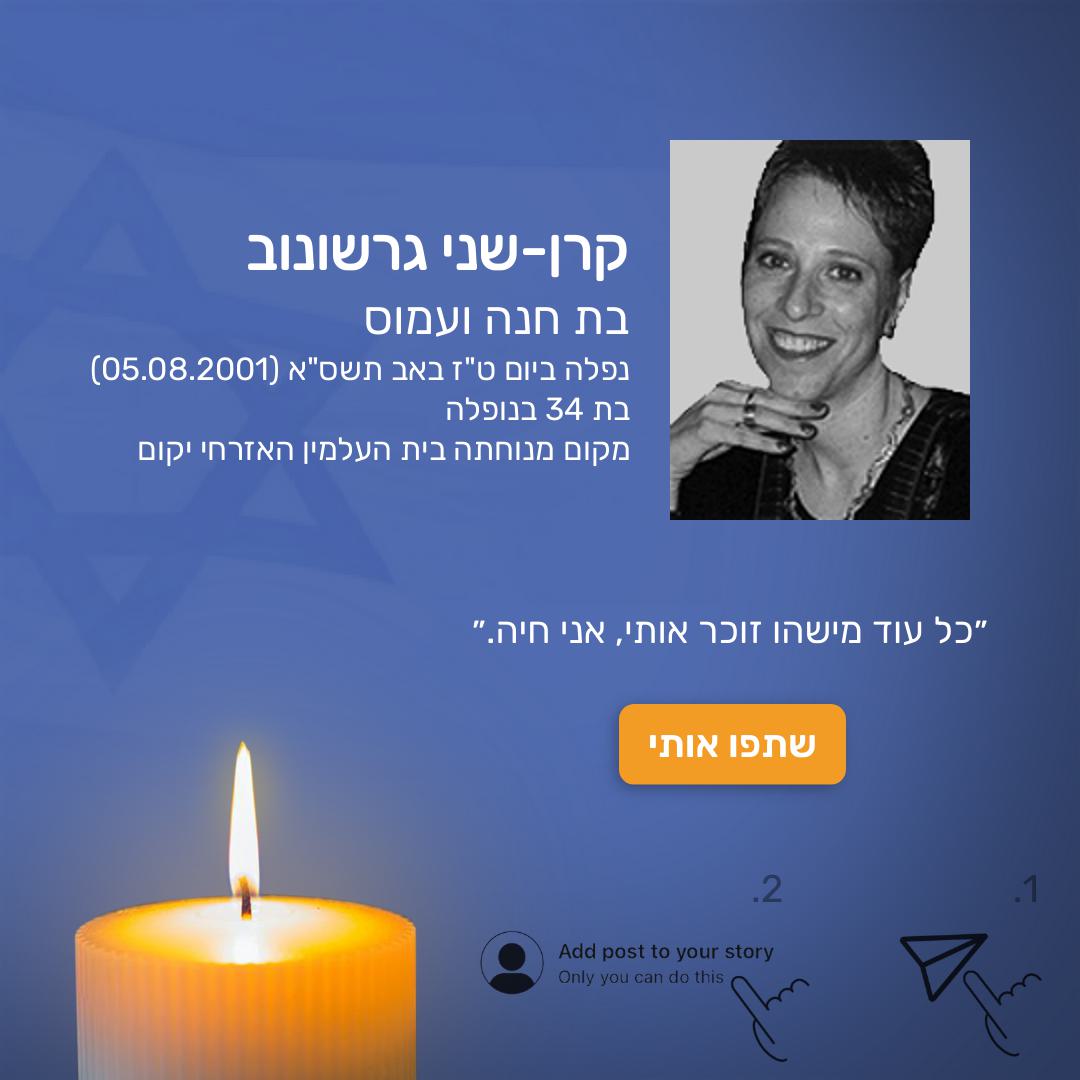 קרן-שני גרשונוב
בת חנה ועמוס
נפלה ביום ט"ז באב תשס"א (05.08.2001)
בת 34 בנופלה
מקום מנוחתה בית העלמין האזרחי יקום
״כל עוד מישהו זוכר אותי, אני חיה.״
שתפו אותי
1.
2.
Add post to your story
Only you can do this